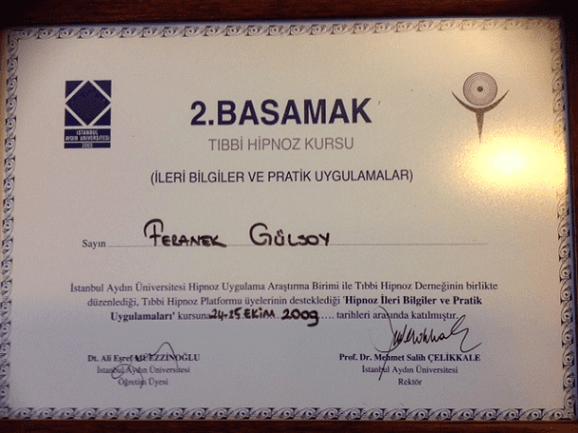 2.BASAMAK
TIBBİ HİPNOZ KURSU
(İLERİ BİLGİLER VE PRATİK UYGULAMALAR)
İSTANBUL
AYDIN ÜNİVERSİTESİ
2003
Sayın FERANEK GÜLSOY
İstanbul Aydın Üniversitesi Hipnoz Uygulama Araştırma Birimi ile Tıbbi Hipnoz Derneğinin birlikte
düzenlediği, Tıbbi Hipnoz Platformu üyelerinin desteklediği 'Hipnoz İleri Bilgiler ve Pratik
Uygulamaları' kursuna 24-25 EKİM 2009 tarihleri arasında katılmıştır.
Dt. Ali Eşref MÜEZZİNOĞLU
İstanbul Aydın Üniversitesi
Öğretim Üyesi
Prof. Dr. Mehmet Salih ÇELİKKALE
İstanbul Aydın Üniversitesi
Rektör